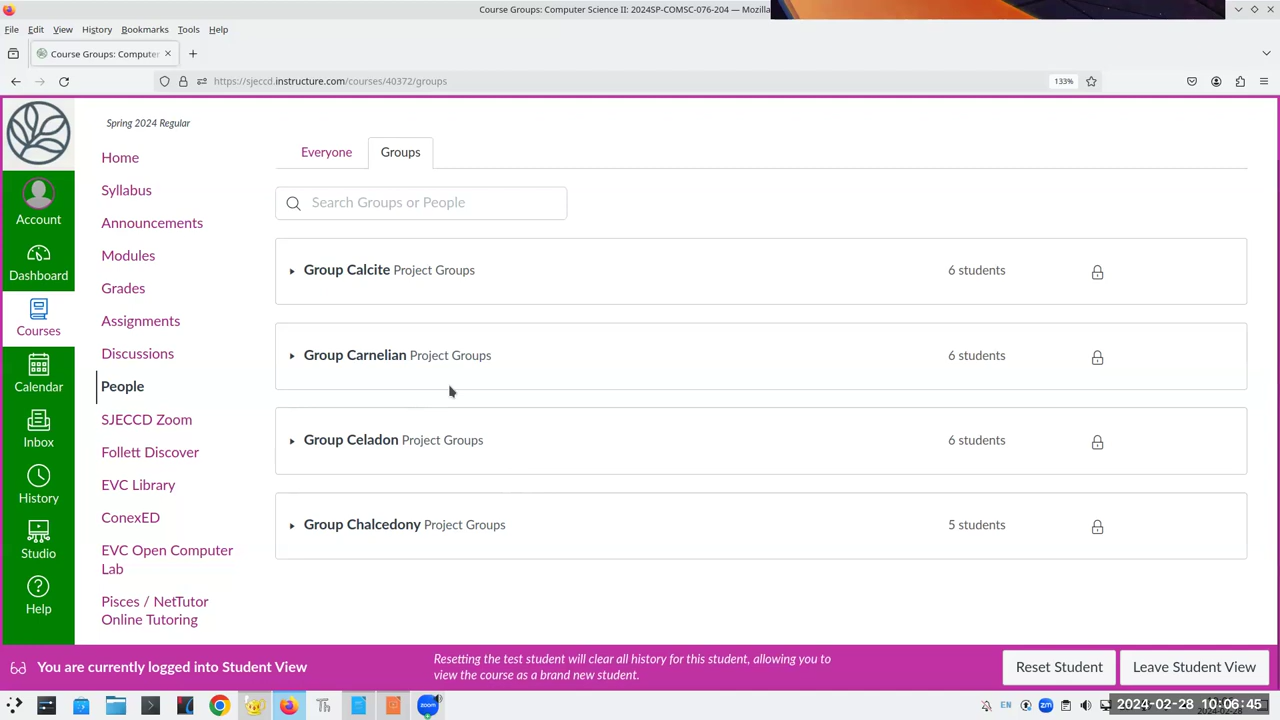 Course Groups: Computer Science II: 2024SP-COMSC-076-204 — Mozilla
File Edit View History Bookmarks Tools Help
Course Groups: Computer
https://sjeccd.instructure.com/courses/40372/groups
133%
Spring 2024 Regular
Account
Dashboard
Courses
Calendar
Inbox
History
Studio
Help
Home
Syllabus
Announcements
Modules
Grades
Assignments
Discussions
People
SJECCD Zoom
Follett Discover
EVC Library
ConexED
EVC Open Computer
Lab
Pisces / NetTutor
Online Tutoring
Everyone Groups
Search Groups or People
Group Calcite Project Groups 6 students
Group Carnelian Project Groups 6 students
Group Celadon Project Groups 6 students
Group Chalcedony Project Groups 5 students
You are currently logged into Student View
Resetting the test student will clear all history for this student, allowing you to
view the course as a brand new student.
Reset Student
Leave Student View
Th
zoom
EN
zm
2024-02-28 10:06:45